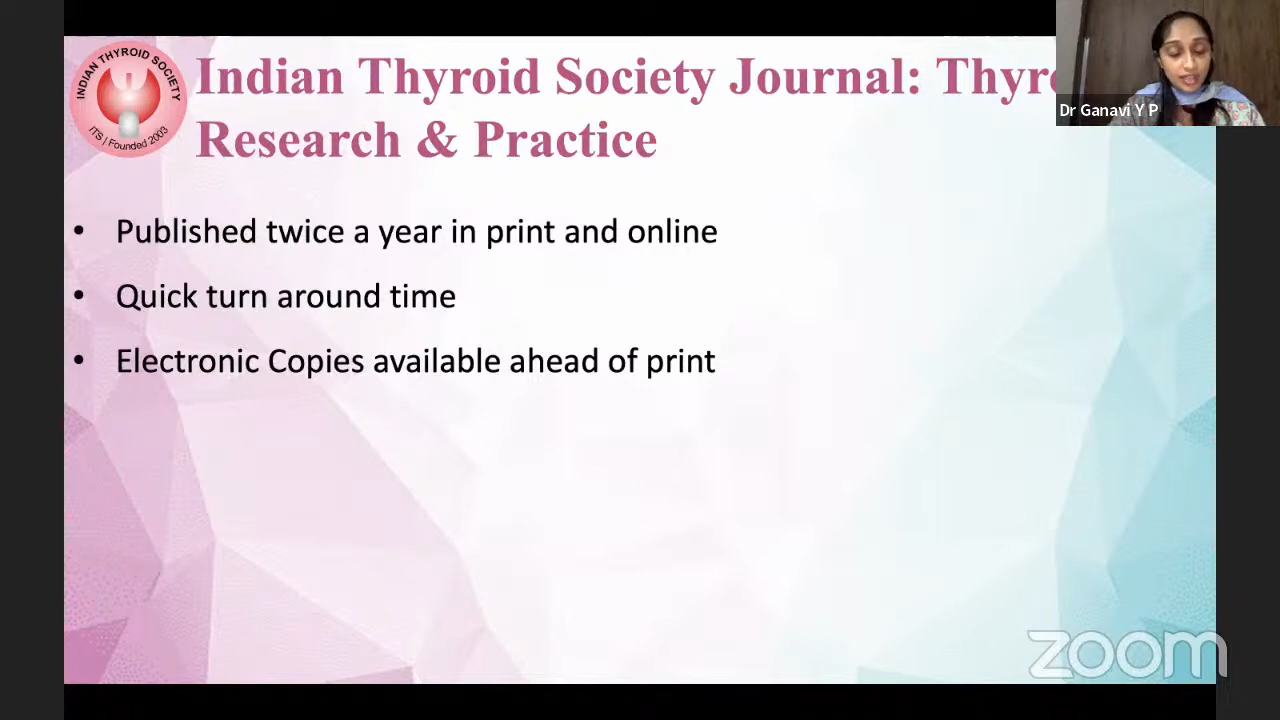 INDIAN THYROID SOCIETY
ITS | Founded 2003
Indian Thyroid Society Journal:
Research & Practice
Dr Ganavi Y P
• Published twice a year in print and online
• Quick turn around time
• Electronic Copies available ahead of print
zoom